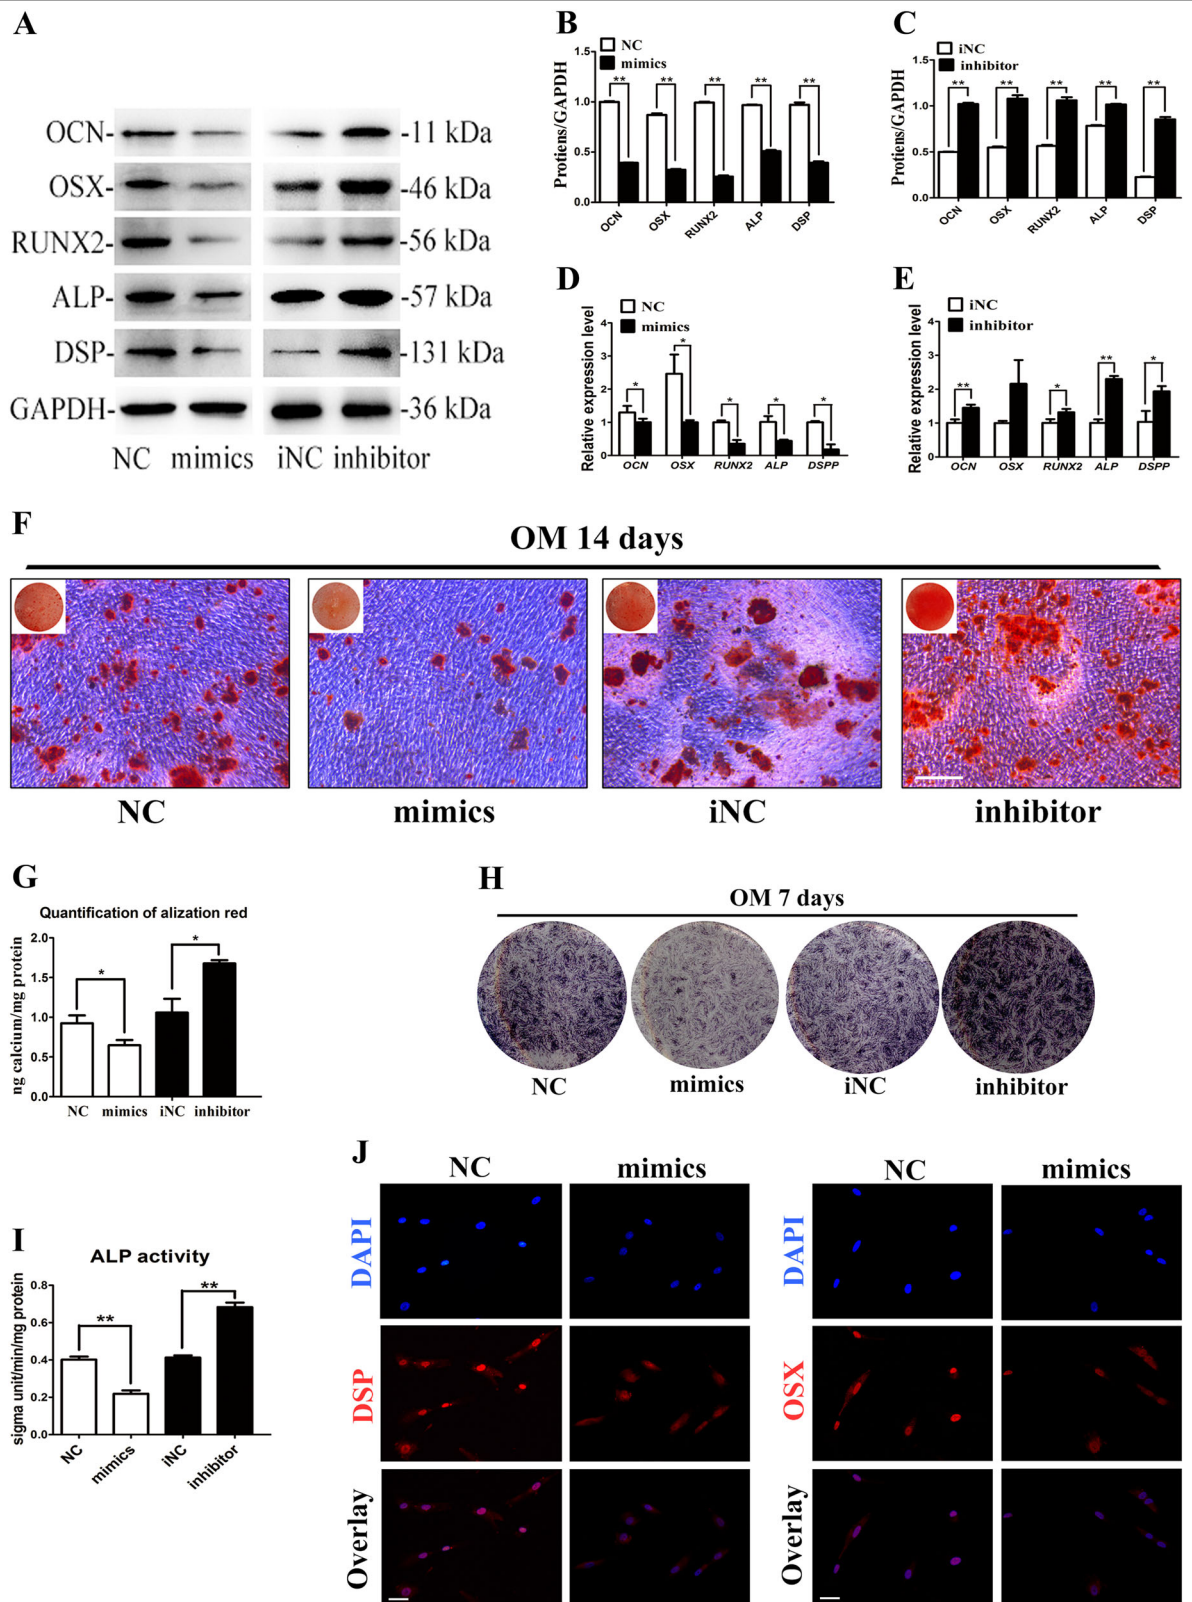 A
OCN-
-11 kDa
OSX-
-46 kDa
RUNX2-
-56 kDa
ALP-
-57 kDa
DSP-
-131 kDa
GAPDH-
-36 kDa
NC mimics iNC inhibitor
B
NC
mimics
Protiens/GAPDH
1.5
1.0
0.5
0.0
** ** ** ** **
OCN OSX RUNX2 ALP DSP
C
iNC
inhibitor
Protiens/GAPDH
1.5
1.0
0.5
0.0
** ** ** ** **
OCN OSX RUNX2 ALP DSP
D
NC
mimics
Relative expression level
4
3
2
1
0
* * * * *
OCN OSX RUNX2 ALP DSPP
E
iNC
inhibitor
Relative expression level
4
3
2
1
0
** * ** *
OCN OSX RUNX2 ALP DSPP
F
OM 14 days
NC mimics iNC inhibitor
G
Quantification of alization red
ng calcium/mg protein
2.0
1.5
1.0
0.5
0.0
* *
NC mimics iNC inhibitor
H
OM 7 days
NC mimics iNC inhibitor
I
ALP activity
sigma unit/min/mg protein
0.8
0.6
0.4
0.2
0.0
** **
NC mimics iNC inhibitor
J
NC mimics NC mimics
DAPI DAPI
DSP OSX
Overlay Overlay